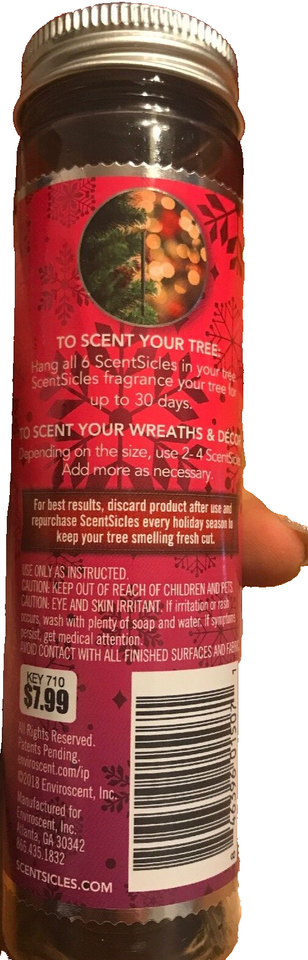 TO SCENT YOUR TREE:
Hang all 6 ScentSicles in your tree.
ScentSicles fragrance your tree for
up to 30 days.
TO SCENT YOUR WREATHS & DECOR
Depending on the size, use 2-4 ScentSicles.
Add more as necessary.
For best results, discard product after use and
repurchase ScentSicles every holiday season to
keep your tree smelling fresh cut.
USE ONLY AS INSTRUCTED.
CAUTION: KEEP OUT OF REACH OF CHILDREN AND PETS.
CAUTION: EYE AND SKIN IRRITANT. If irritation or rash
occurs, wash with plenty of soap and water. If symptoms
persist, get medical attention.
AVOID CONTACT WITH ALL FINISHED SURFACES AND
KEY 710
$7.99
All Rights Reserved.
Patents Pending.
enviroscent.com/ip
©2018 Enviroscent, Inc.
Manufactured for
Enviroscent, Inc.
Atlanta, GA 30342
866.435.1832
SCENTSICLES.COM